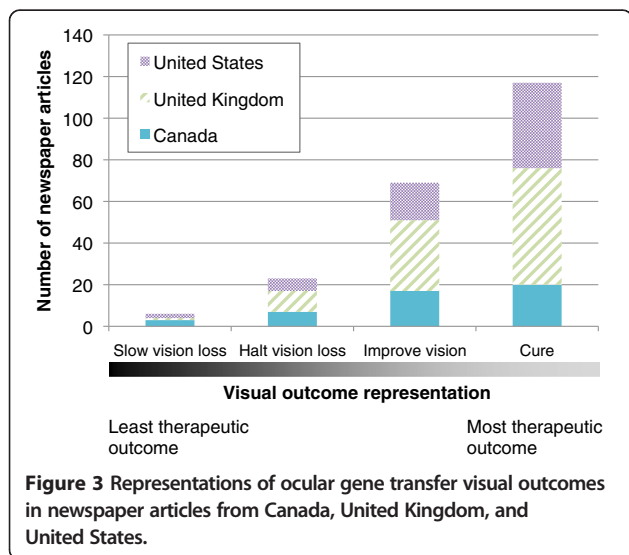 140
120
100
80
60
40
20
0
Number of newspaper articles
United States
United Kingdom
Canada
Slow vision loss Halt vision loss Improve vision Cure
Visual outcome representation
Least therapeutic Most therapeutic
outcome outcome
Figure 3 Representations of ocular gene transfer visual outcomes
in newspaper articles from Canada, United Kingdom, and
United States.